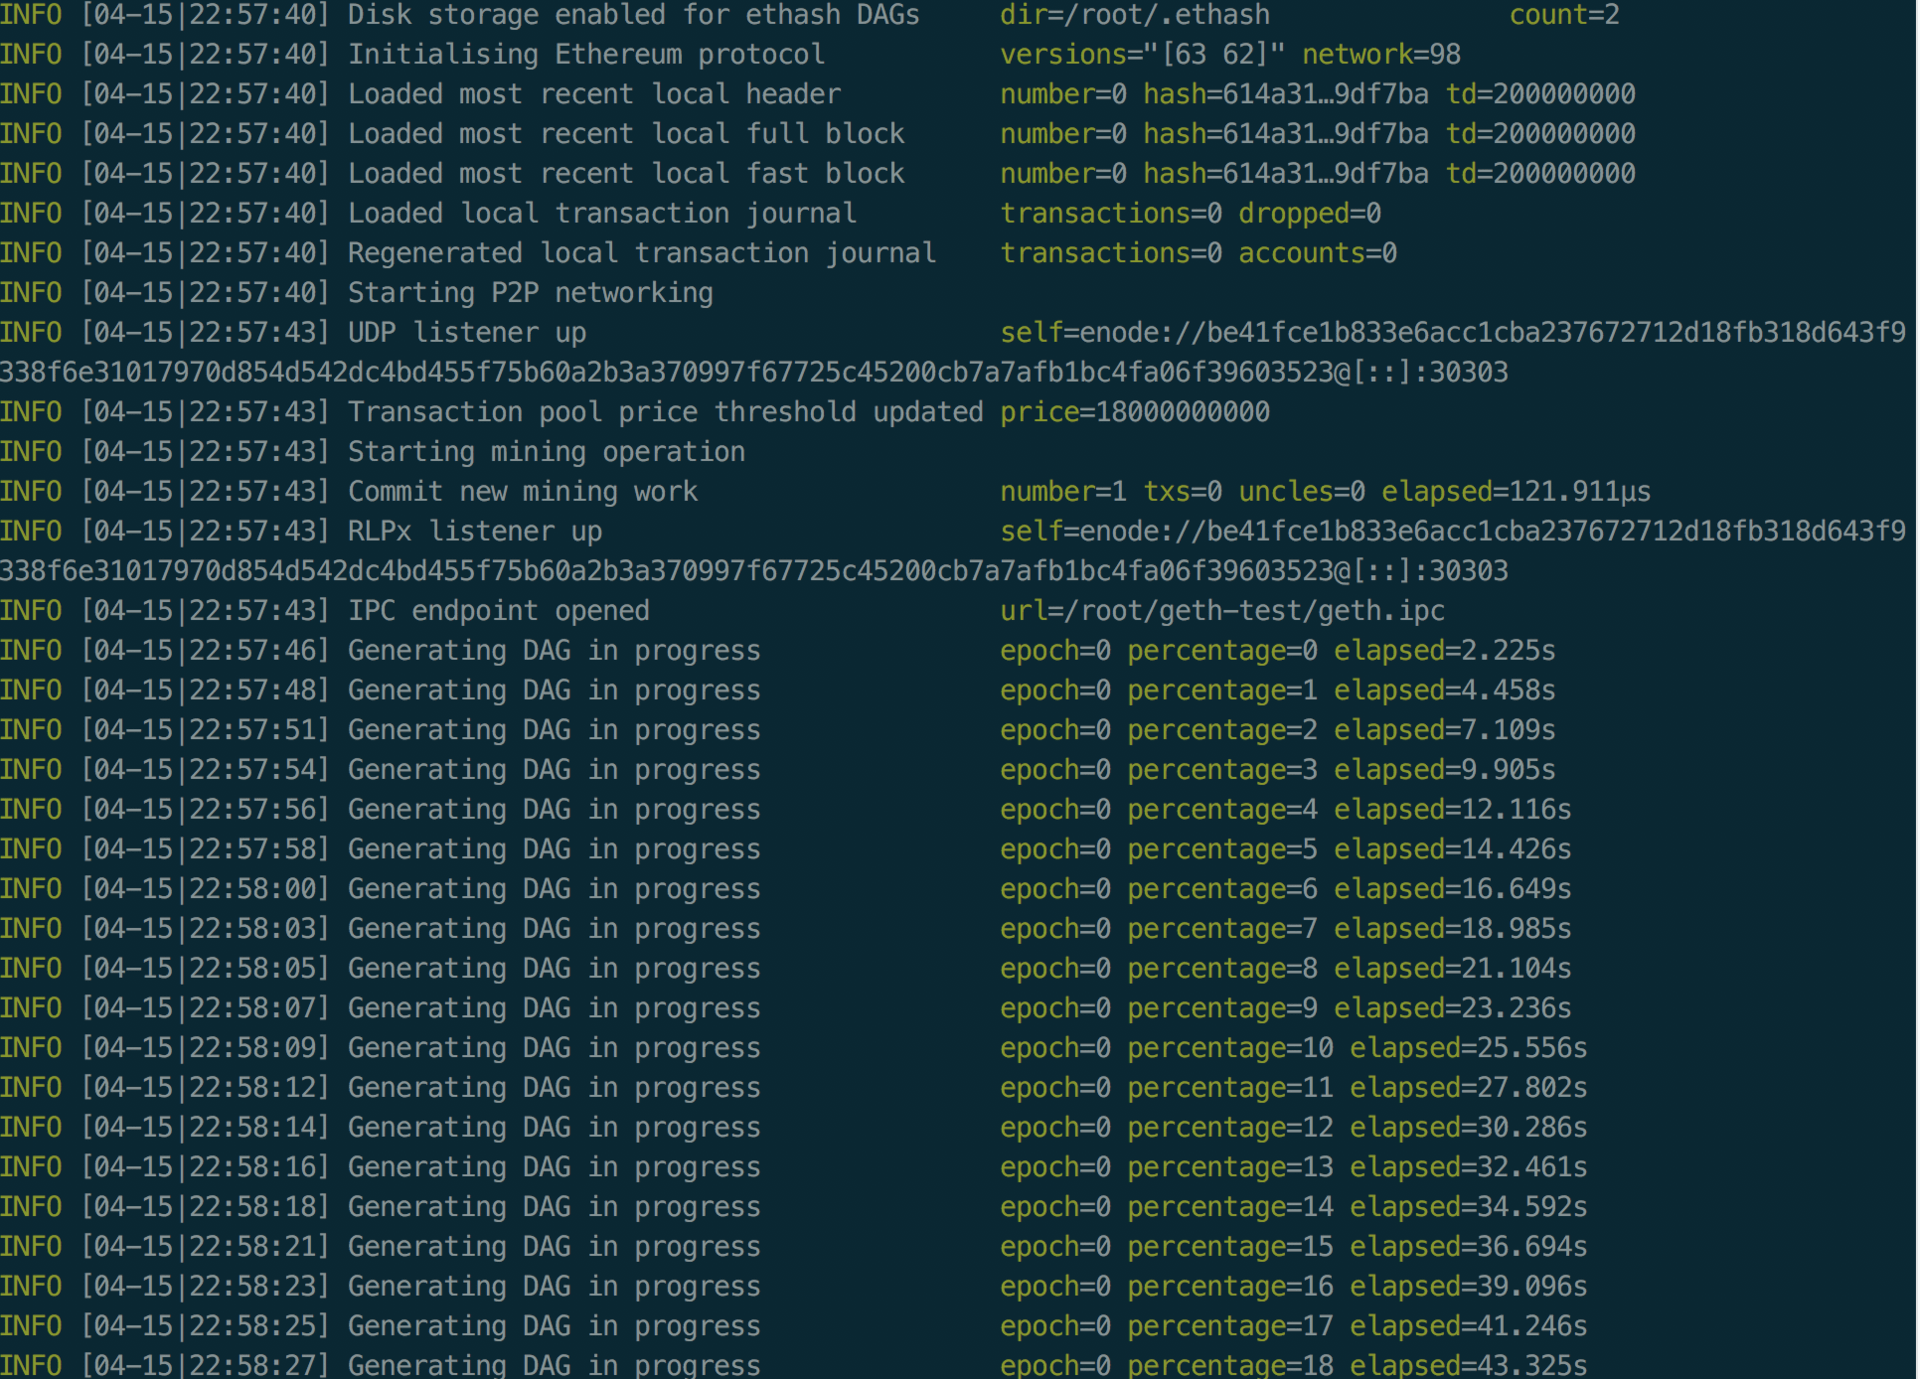 INFO [04-15|22:57:40] Disk storage enabled for ethash DAGs     dir=/root/.ethash               count=2
INFO [04-15|22:57:40] Initialising Ethereum protocol           versions="[63 62]" network=98
INFO [04-15|22:57:40] Loaded most recent local header          number=0 hash=614a31…9df7ba td=200000000
INFO [04-15|22:57:40] Loaded most recent local full block      number=0 hash=614a31…9df7ba td=200000000
INFO [04-15|22:57:40] Loaded most recent local fast block      number=0 hash=614a31…9df7ba td=200000000
INFO [04-15|22:57:40] Loaded local transaction journal         transactions=0 dropped=0
INFO [04-15|22:57:40] Regenerated local transaction journal    transactions=0 accounts=0
INFO [04-15|22:57:40] Starting P2P networking
INFO [04-15|22:57:43] UDP listener up                          self=enode://be41fce1b833e6acc1cba237672712d18fb318d643f9
338f6e31017970d854d542dc4bd455f75b60a2b3a370997f67725c45200cb7a7afb1bc4fa06f39603523@[::]:30303
INFO [04-15|22:57:43] Transaction pool price threshold updated price=18000000000
INFO [04-15|22:57:43] Starting mining operation
INFO [04-15|22:57:43] Commit new mining work                   number=1 txs=0 uncles=0 elapsed=121.911µs
INFO [04-15|22:57:43] RLPx listener up                         self=enode://be41fce1b833e6acc1cba237672712d18fb318d643f9
338f6e31017970d854d542dc4bd455f75b60a2b3a370997f67725c45200cb7a7afb1bc4fa06f39603523@[::]:30303
INFO [04-15|22:57:43] IPC endpoint opened                      url=/root/geth-test/geth.ipc
INFO [04-15|22:57:46] Generating DAG in progress               epoch=0 percentage=0 elapsed=2.225s
INFO [04-15|22:57:48] Generating DAG in progress               epoch=0 percentage=1 elapsed=4.458s
INFO [04-15|22:57:51] Generating DAG in progress               epoch=0 percentage=2 elapsed=7.109s
INFO [04-15|22:57:54] Generating DAG in progress               epoch=0 percentage=3 elapsed=9.905s
INFO [04-15|22:57:56] Generating DAG in progress               epoch=0 percentage=4 elapsed=12.116s
INFO [04-15|22:57:58] Generating DAG in progress               epoch=0 percentage=5 elapsed=14.426s
INFO [04-15|22:58:00] Generating DAG in progress               epoch=0 percentage=6 elapsed=16.649s
INFO [04-15|22:58:03] Generating DAG in progress               epoch=0 percentage=7 elapsed=18.985s
INFO [04-15|22:58:05] Generating DAG in progress               epoch=0 percentage=8 elapsed=21.104s
INFO [04-15|22:58:07] Generating DAG in progress               epoch=0 percentage=9 elapsed=23.236s
INFO [04-15|22:58:09] Generating DAG in progress               epoch=0 percentage=10 elapsed=25.556s
INFO [04-15|22:58:12] Generating DAG in progress               epoch=0 percentage=11 elapsed=27.802s
INFO [04-15|22:58:14] Generating DAG in progress               epoch=0 percentage=12 elapsed=30.286s
INFO [04-15|22:58:16] Generating DAG in progress               epoch=0 percentage=13 elapsed=32.461s
INFO [04-15|22:58:18] Generating DAG in progress               epoch=0 percentage=14 elapsed=34.592s
INFO [04-15|22:58:21] Generating DAG in progress               epoch=0 percentage=15 elapsed=36.694s
INFO [04-15|22:58:23] Generating DAG in progress               epoch=0 percentage=16 elapsed=39.096s
INFO [04-15|22:58:25] Generating DAG in progress               epoch=0 percentage=17 elapsed=41.246s
INFO [04-15|22:58:27] Generating DAG in progress               epoch=0 percentage=18 elapsed=43.325s